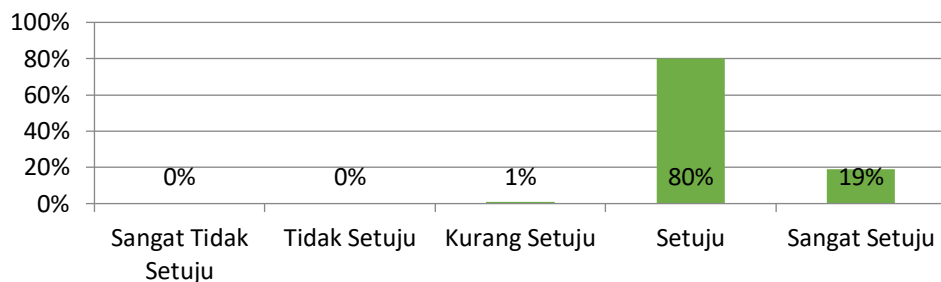 100%
80%
60%
40%
20%
0%
0%
0%
1%
80%
19%
Sangat Tidak
Setuju
Tidak Setuju
Kurang Setuju
Setuju
Sangat Setuju